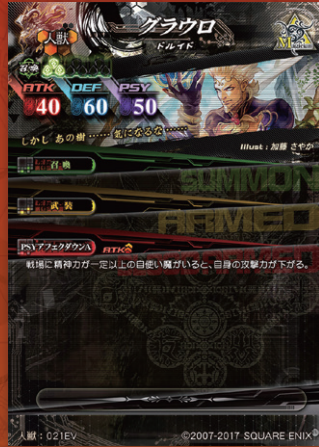 人獣
グラウロ
ドルイド
召喚
ATK DEF PSY
40 60 50
しかし あの樹……気になるな……
Illust：加藤 さやか
召喚
SUMMON
武装
ARMED
PSYアフェクダウンA ATK
戦場に精神力が一定以上の自使い魔がいると、自身の攻撃力が下がる。
人獣：021EV
©2007-2017 SQUARE ENIX